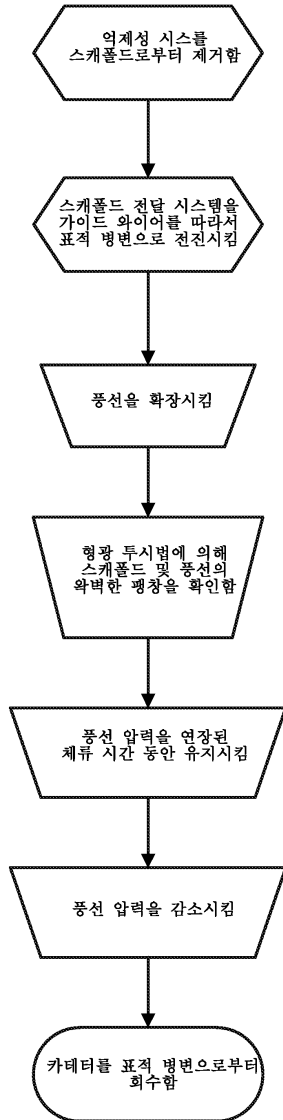 억제성 시스를
스캐폴드로부터 제거함
스캐폴드 전달 시스템을
가이드 와이어를 따라서
표적 병변으로 전진시킴
풍선을 확장시킴
형광 투시법에 의해
스캐폴드 및 풍선의
완벽한 팽창을 확인함
풍선 압력을 연장된
체류 시간 동안 유지시킴
풍선 압력을 감소시킴
카테터를 표적 병변으로부터
회수함